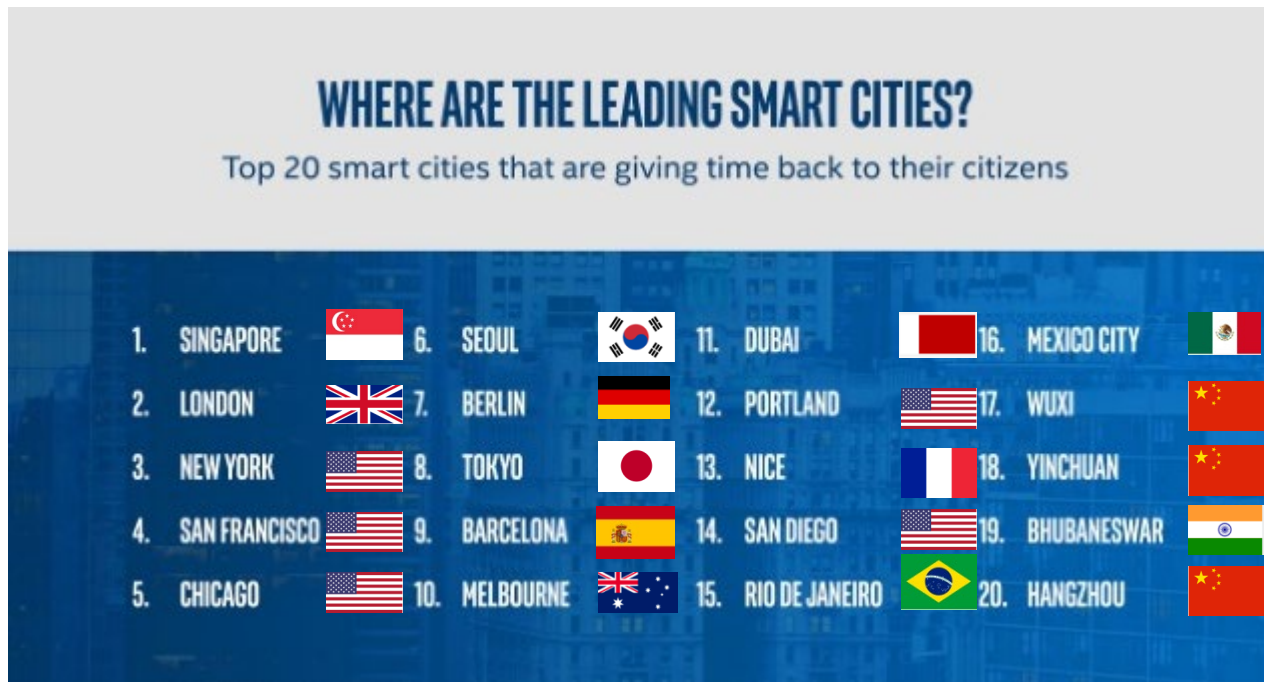 WHERE ARE THE LEADING SMART CITIES?
Top 20 smart cities that are giving time back to their citizens
1. SINGAPORE
2. LONDON
3. NEW YORK
4. SAN FRANCISCO
5. CHICAGO
6. SEOUL
7. BERLIN
8. TOKYO
9. BARCELONA
10. MELBOURNE
11. DUBAI
12. PORTLAND
13. NICE
14. SAN DIEGO
15. RIO DE JANEIRO
16. MEXICO CITY
17. WUXI
18. YINCHUAN
19. BHUBANESWAR
20. HANGZHOU